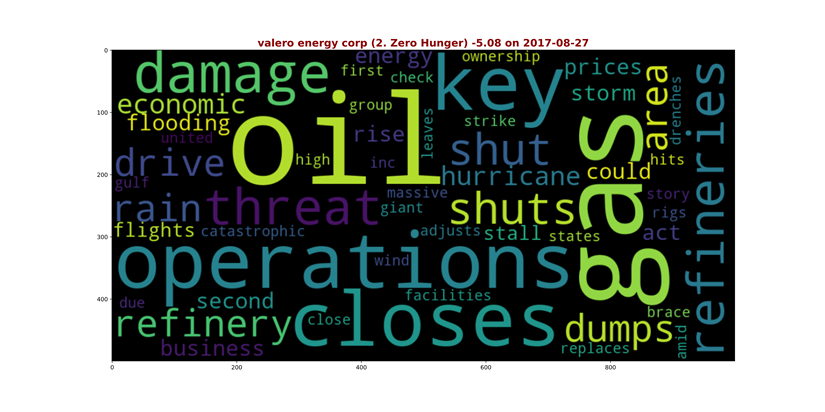 valero energy corp (2. Zero Hunger) -5.08 on 2017-08-27
0
100
200
300
400
0
200
400
600
800
damage
energy
ownership
first
check
key
prices
storm
area
drenches
refineries
economic
flooding
united
oil
group
leaves
strike
rise
high
inc
shut
could
hits
gas
drive
gulf
hurricane
massive
giant
story
rigs
rain
threat
shuts
flights
catastrophic
adjusts
stall
states
act
operations
wind
facilities
due
second
closes
close
refinery
business
dumps
brace
replaces
amid